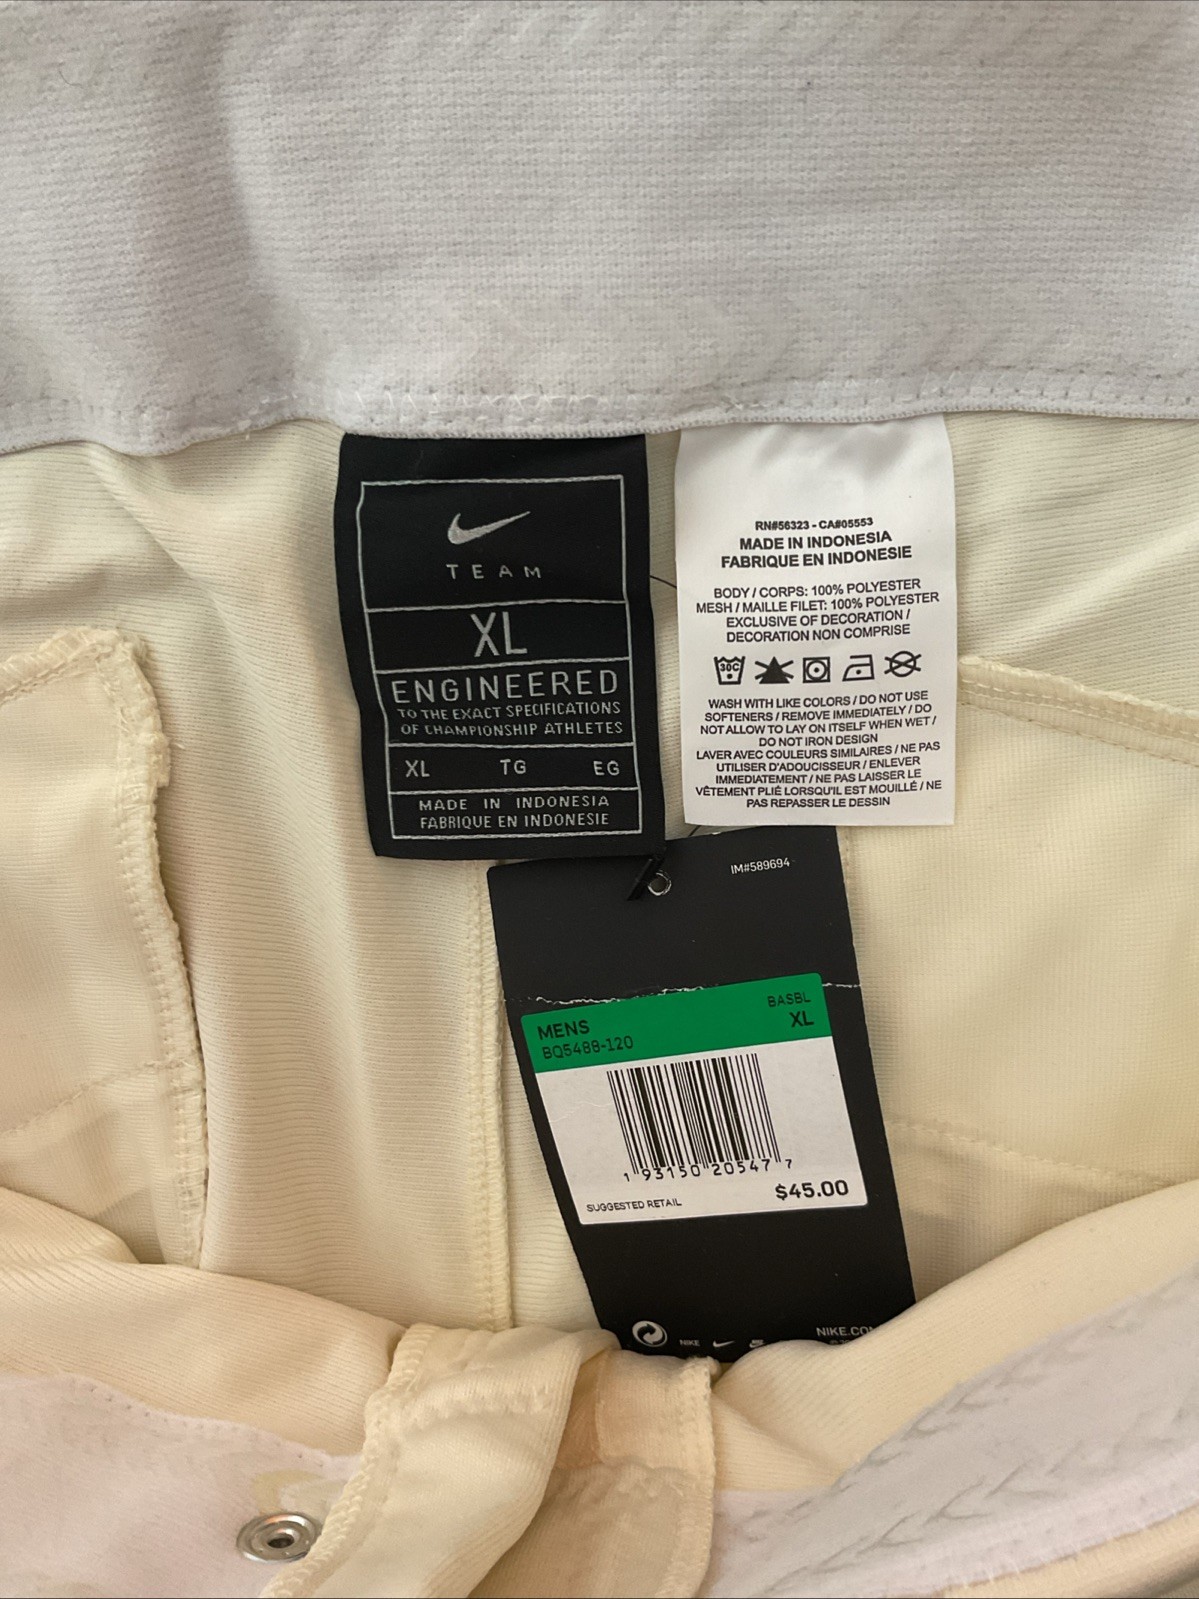 TEAM
XL
ENGINEERED
TO THE EXACT SPECIFICATIONS
OF CHAMPIONSHIP ATHLETES
XL TG EG
MADE IN INDONESIA
FABRIQUE EN INDONESIE
RN#56323 - CA#05553
MADE IN INDONESIA
FABRIQUE EN INDONESIE
BODY / CORPS: 100% POLYESTER
MESH / MAILLE FILET: 100% POLYESTER
EXCLUSIVE OF DECORATION /
DECORATION NON COMPRISE
30C
WASH WITH LIKE COLORS / DO NOT USE
SOFTENERS / REMOVE IMMEDIATELY / DO
NOT ALLOW TO LAY ON ITSELF WHEN WET /
DO NOT IRON DESIGN
LAVER AVEC COULEURS SIMILAIRES / NE PAS
UTILISER D'ADOUCISSEUR / ENLEVER
IMMEDIATEMENT / NE PAS LAISSER LE
VÊTEMENT PLIÉ LORSQU'IL EST MOUILLÉ / NE
PAS REPASSER LE DESSIN
IM#589694
MENS BASBL
BQ5488-120 XL
1 93150 20547 7
SUGGESTED RETAIL $45.00
NIKE NIKE.COM